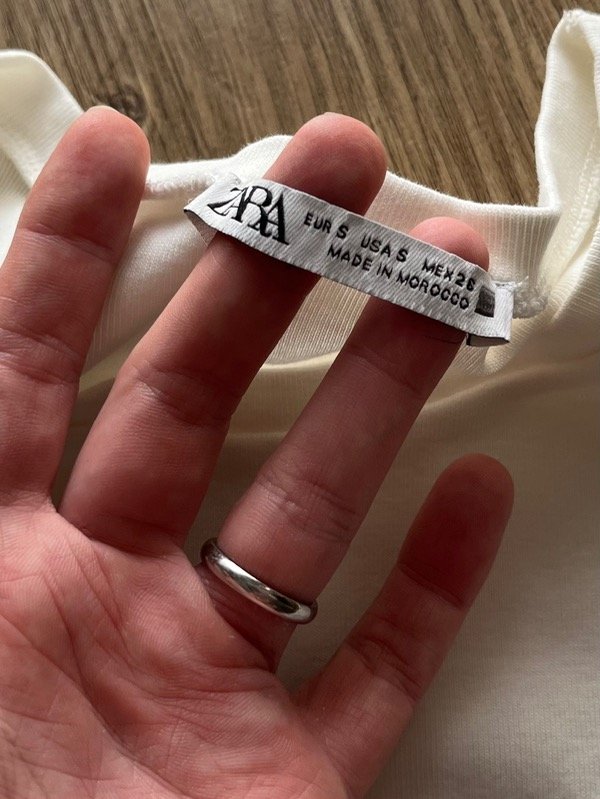 ZARA
EUR S USA S MEX 26
MADE IN MOROCCO